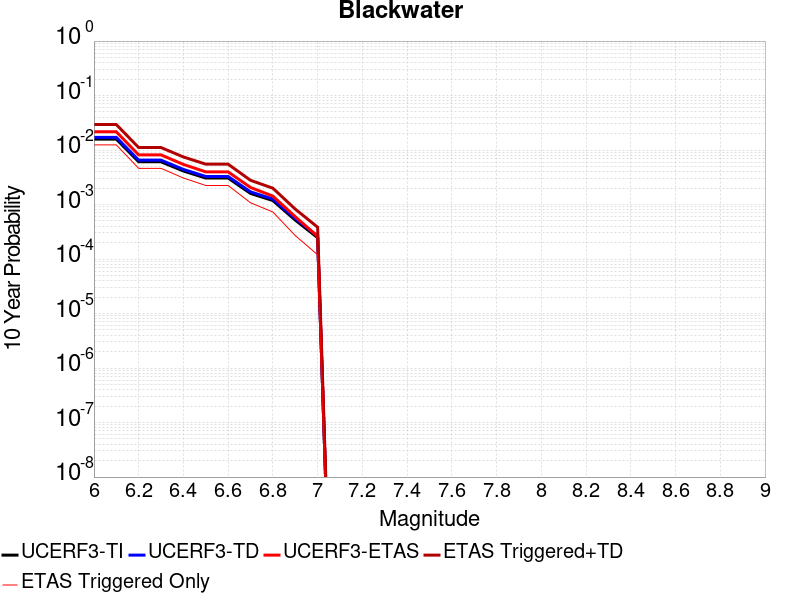 Blackwater
10 Year Probability
10^0
10^-1
10^-2
10^-3
10^-4
10^-5
10^-6
10^-7
10^-8
6 6.2 6.4 6.6 6.8 7 7.2 7.4 7.6 7.8 8 8.2 8.4 8.6 8.8 9
Magnitude
UCERF3-TI UCERF3-TD UCERF3-ETAS ETAS Triggered+TD
ETAS Triggered Only